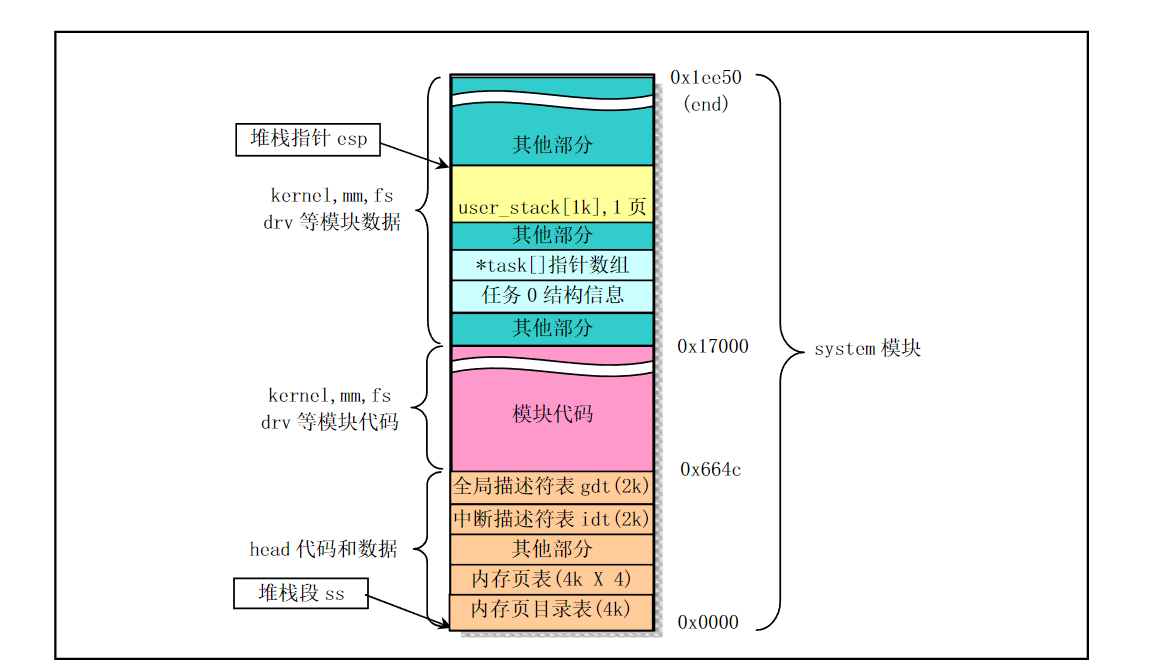 0x1ee50
(end)
堆栈指针 esp
其他部分
kernel,mm,fs
drv 等模块数据
user_stack[1k],1 页
其他部分
*task[]指针数组
任务 0 结构信息
其他部分
0x17000
system 模块
kernel,mm,fs
drv 等模块代码
模块代码
0x664c
全局描述符表 gdt(2k)
中断描述符表 idt(2k)
head 代码和数据
其他部分
内存页表(4k X 4)
堆栈段 ss
内存页目录表(4k)
0x0000